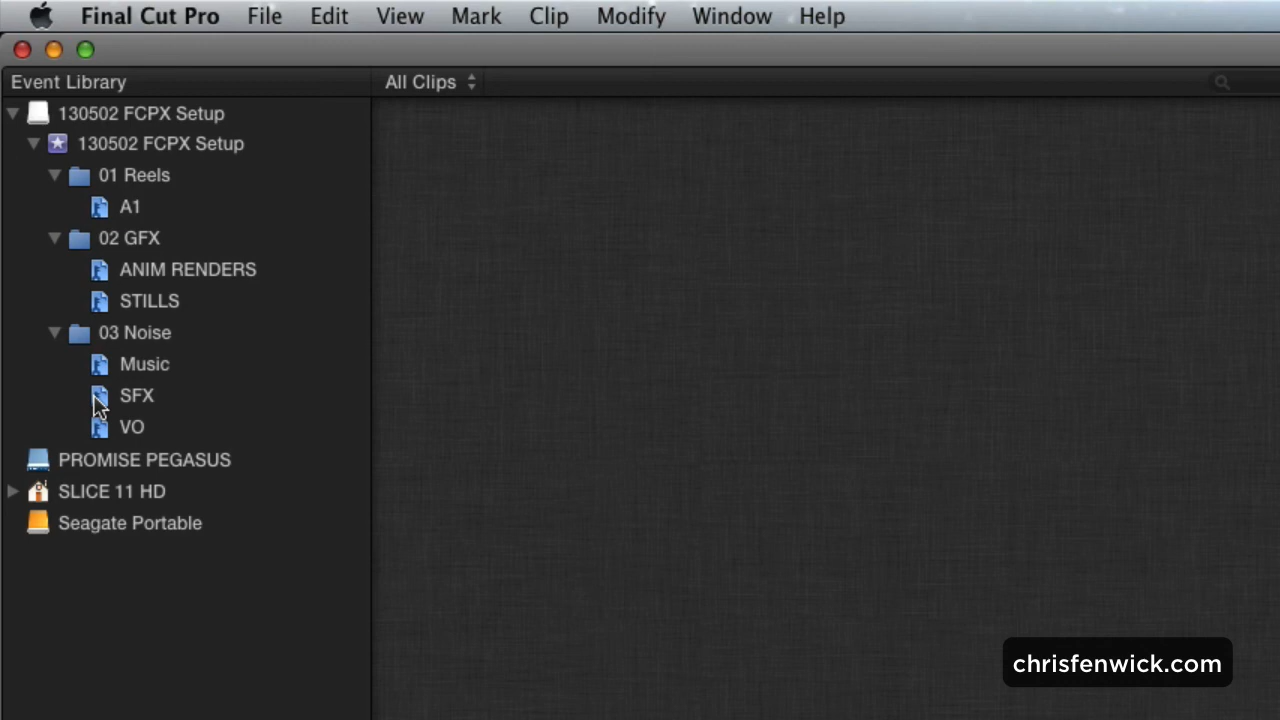 Final Cut Pro File Edit View Mark Clip Modify Window Help
Event Library All Clips
130502 FCPX Setup
130502 FCPX Setup
01 Reels
A1
02 GFX
ANIM RENDERS
STILLS
03 Noise
Music
SFX
VO
PROMISE PEGASUS
SLICE 11 HD
Seagate Portable
chrisfenwick.com